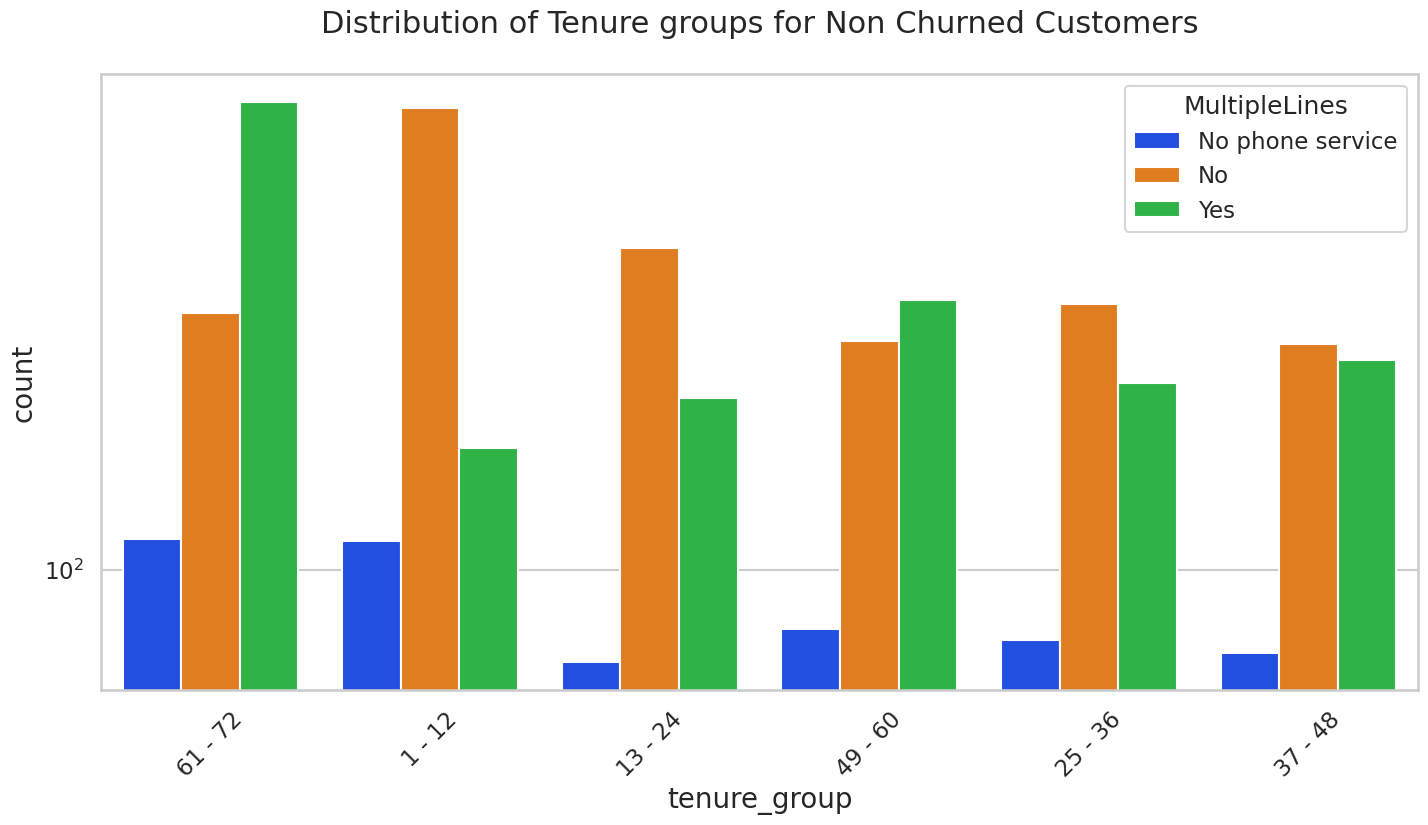 Distribution of Tenure groups for Non Churned Customers
MultipleLines
No phone service
No
Yes
count
10²
61 - 72
1 - 12
13 - 24
49 - 60
25 - 36
37 - 48
tenure_group